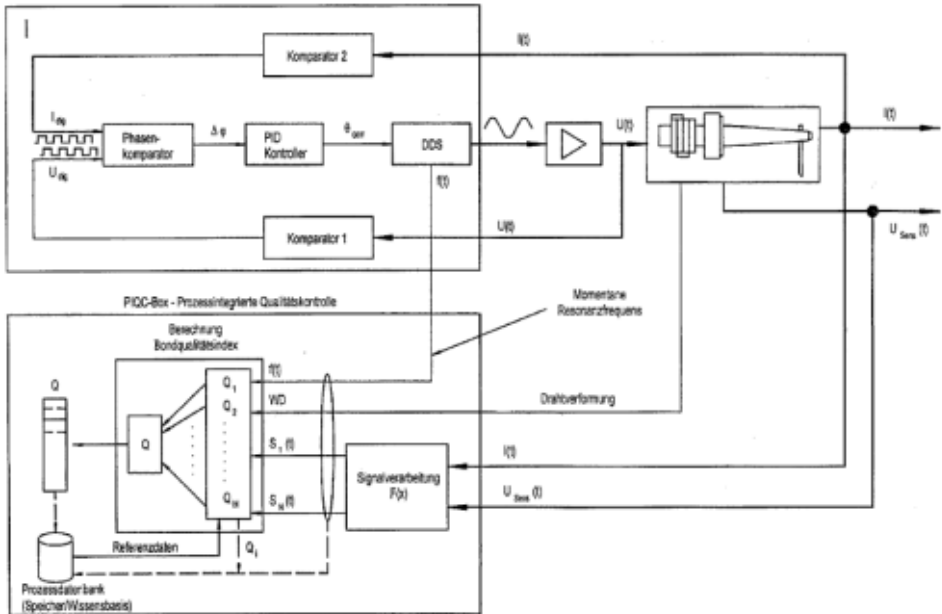 I
I(t)
Komparator 2
I dig
U dig
Phasen-
komparator
Δφ
PID
Kontroller
θ corr
DDS
f(t)
U(t)
I(t)
Komparator 1
U(t)
U Sens (t)
PIQC-Box - Prozessintegrierte Qualitätskontrolle
Momentane
Resonanzfrequens
Berechnung
Bondqualitätsindex
Q
Q
Q 1
Q 2
Q M
f(t)
WD
Drahtverformung
S 1 (t)
S N (t)
Signalverarbeitung
F(x)
I(t)
U Sens (t)
Referenzdaten
Q i
Prozessdatenbank
(Speicher/Wissensbasis)